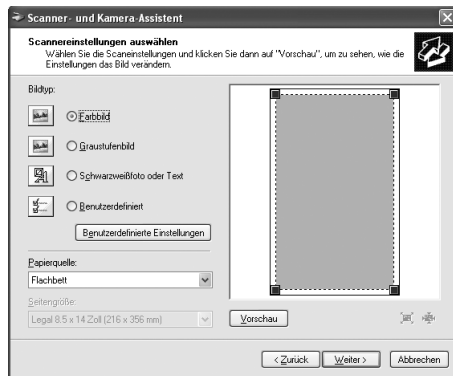 Scanner- und Kamera-Assistent
Scannereinstellungen auswählen
Wählen Sie die Scaneinstellungen und klicken Sie dann auf "Vorschau", um zu sehen, wie die
Einstellungen das Bild verändern.
Bildtyp:
Farbbild
Graustufenbild
Schwarzweißfoto oder Text
Benutzerdefiniert
Benutzerdefinierte Einstellungen
Papierquelle:
Flachbett
Seitengröße:
Legal 8.5 x 14 Zoll (216 x 356 mm)
Vorschau
< Zurück
Weiter >
Abbrechen